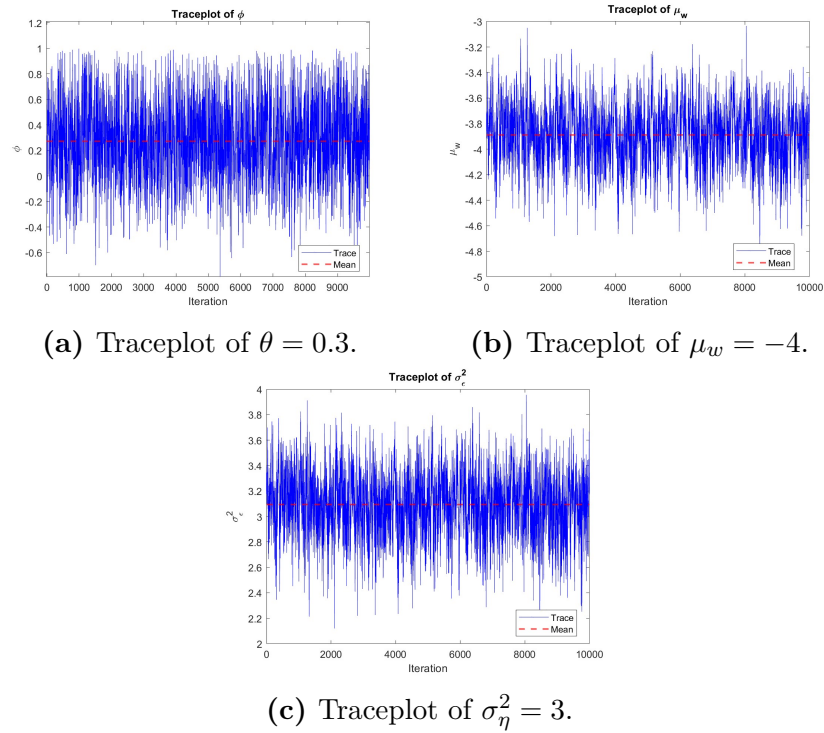 Traceplot of ϕ
1.2
1
0.8
0.6
0.4
0.2
0
-0.2
-0.4
-0.6
ϕ
0 1000 2000 3000 4000 5000 6000 7000 8000 9000
Iteration
Trace
Mean
Traceplot of μw
-3
-3.2
-3.4
-3.6
-3.8
-4
-4.2
-4.4
-4.6
-4.8
-5
μw
0 2000 4000 6000 8000 10000
Iteration
Trace
Mean
(a) Traceplot of θ = 0.3.
(b) Traceplot of μw = −4.
Traceplot of σϵ²
4
3.8
3.6
3.4
3.2
3
2.8
2.6
2.4
2.2
2
σϵ²
0 2000 4000 6000 8000 10000
Iteration
Trace
Mean
(c) Traceplot of ση² = 3.